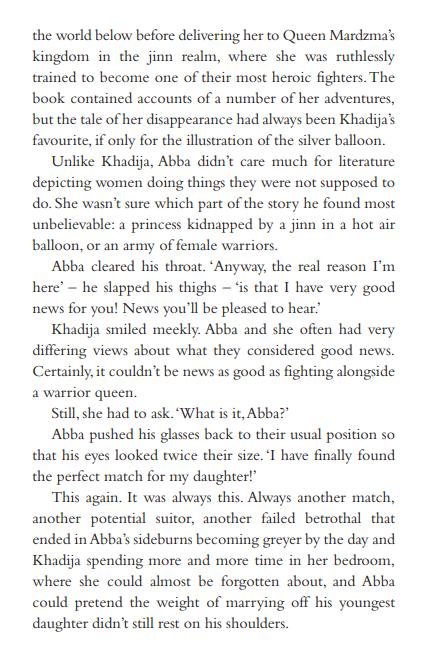 the world below before delivering her to Queen Mardzma’s
kingdom in the jinn realm, where she was ruthlessly
trained to become one of their most heroic fighters. The
book contained accounts of a number of her adventures,
but the tale of her disappearance had always been Khadija’s
favourite, if only for the illustration of the silver balloon.
Unlike Khadija, Abba didn’t care much for literature
depicting women doing things they were not supposed to
do. She wasn’t sure which part of the story he found most
unbelievable: a princess kidnapped by a jinn in a hot air
balloon, or an army of female warriors.
Abba cleared his throat. ‘Anyway, the real reason I’m
here’ – he slapped his thighs – ‘is that I have very good
news for you! News you’ll be pleased to hear.’
Khadija smiled meekly. Abba and she often had very
differing views about what they considered good news.
Certainly, it couldn’t be news as good as fighting alongside
a warrior queen.
Still, she had to ask. ‘What is it, Abba?’
Abba pushed his glasses back to their usual position so
that his eyes looked twice their size. ‘I have finally found
the perfect match for my daughter!’
This again. It was always this. Always another match,
another potential suitor, another failed betrothal that
ended in Abba’s sideburns becoming greyer by the day and
Khadija spending more and more time in her bedroom,
where she could almost be forgotten about, and Abba
could pretend the weight of marrying off his youngest
daughter didn’t still rest on his shoulders.